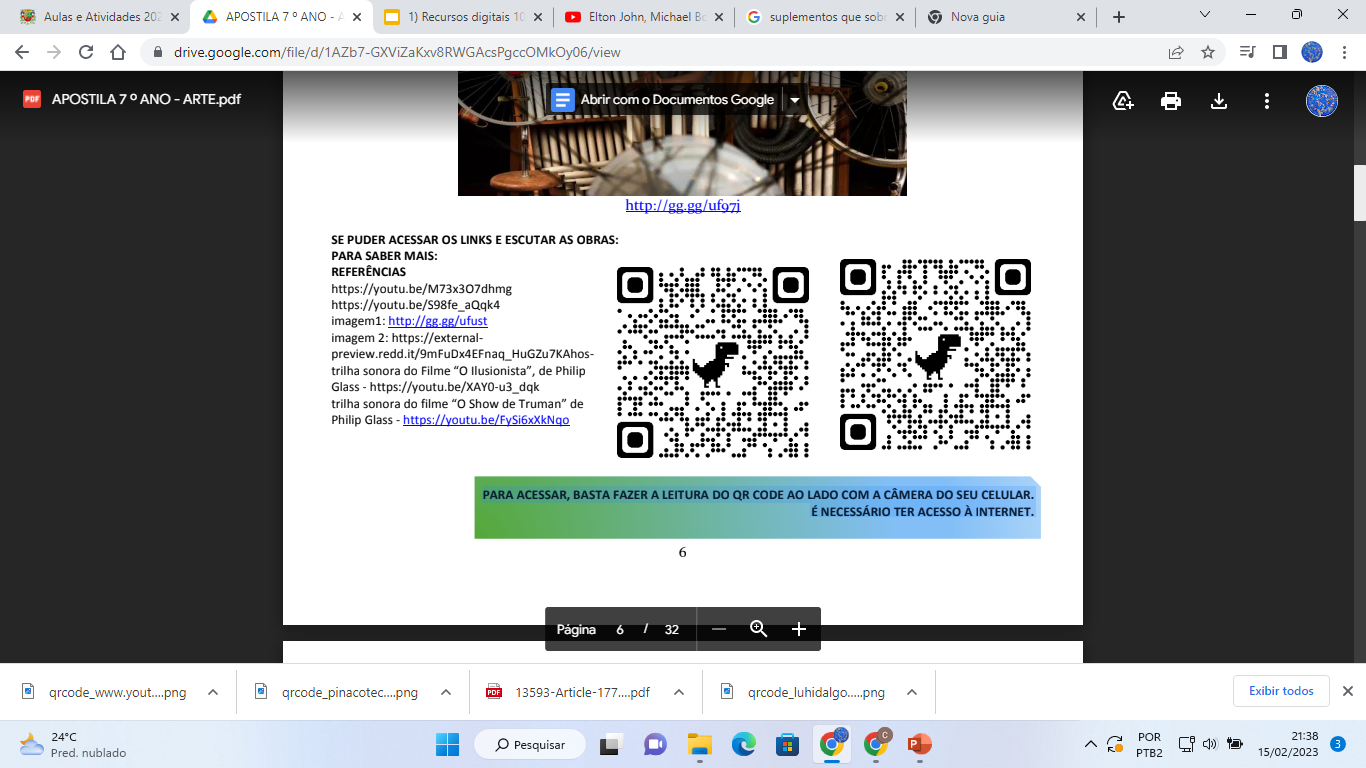 Aulas e Atividades 202
APOSTILA 7 º ANO - A
1) Recursos digitais 10
Elton John, Michael Bo
suplementos que sobr
Nova guia
drive.google.com/file/d/1AZb7-GXViZaKxv8RWGAcsPgccOMkOy06/view
PDF APOSTILA 7 º ANO - ARTE.pdf
Abrir com o Documentos Google
http://gg.gg/uf97j
SE PUDER ACESSAR OS LINKS E ESCUTAR AS OBRAS:
PARA SABER MAIS:
REFERÊNCIAS
https://youtu.be/M73x3O7dhmg
https://youtu.be/S98fe_aQqk4
imagem1: http://gg.gg/ufust
imagem 2: https://external-
preview.redd.it/9mFuDx4EFnaq_HuGZu7KAhos-
trilha sonora do Filme “O Ilusionista”, de Philip
Glass - https://youtu.be/XAY0-u3_dqk
trilha sonora do filme “O Show de Truman” de
Philip Glass - https://youtu.be/FySi6xXkNqo
PARA ACESSAR, BASTA FAZER A LEITURA DO QR CODE AO LADO COM A CÂMERA DO SEU CELULAR.
É NECESSÁRIO TER ACESSO À INTERNET.
6
Página 6 / 32
qrcode_www.yout....png
qrcode_pinacotec....png
PDF 13593-Article-177....pdf
qrcode_luhidalgo.....png
Exibir todos
24°C
Pred. nublado
Pesquisar
C
P
POR
PTB2
21:38
15/02/2023
3